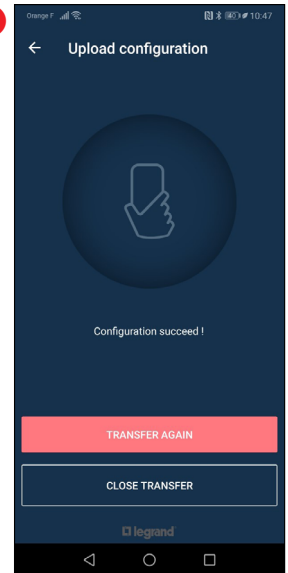 Orange F
10:47
Upload configuration
Configuration succeed !
TRANSFER AGAIN
CLOSE TRANSFER
legrand